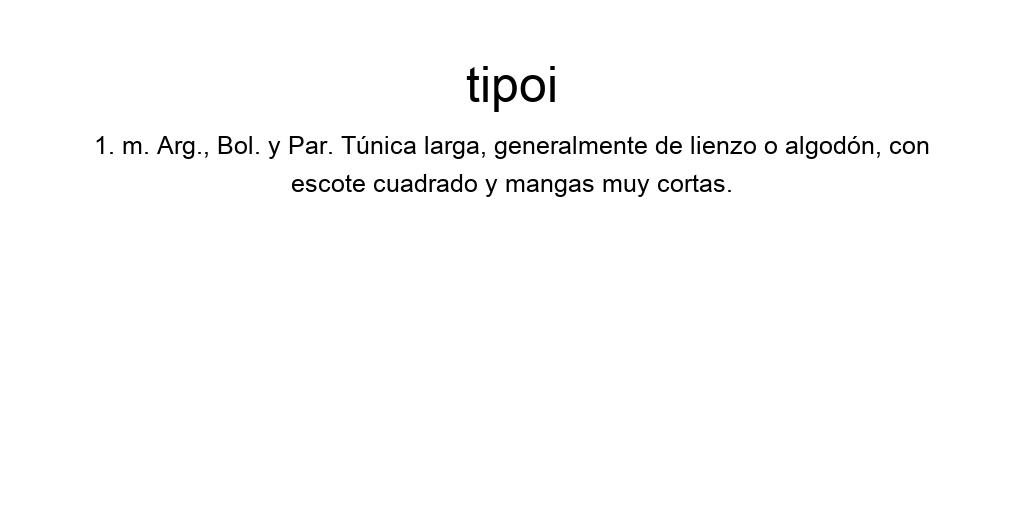 tipoi
1. m. Arg., Bol. y Par. Túnica larga, generalmente de lienzo o algodón, con
escote cuadrado y mangas muy cortas.